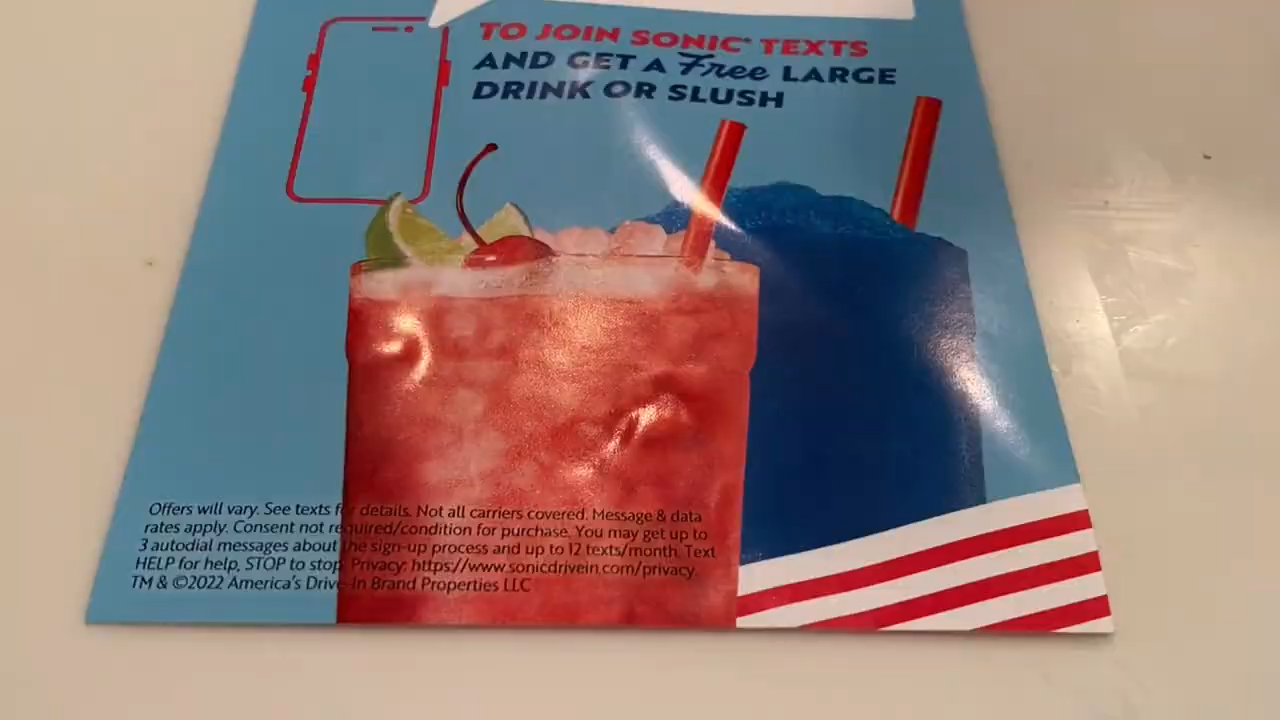 TO JOIN SONIC® TEXTS
AND GET A Free LARGE
DRINK OR SLUSH
Offers will vary. See texts for details. Not all carriers covered. Message & data
rates apply. Consent not required/condition for purchase. You may get up to
3 autodial messages about the sign-up process and up to 12 texts/month. Text
HELP for help, STOP to stop. Privacy: https://www.sonicdrivein.com/privacy.
TM & ©2022 America's Drive-In Brand Properties LLC